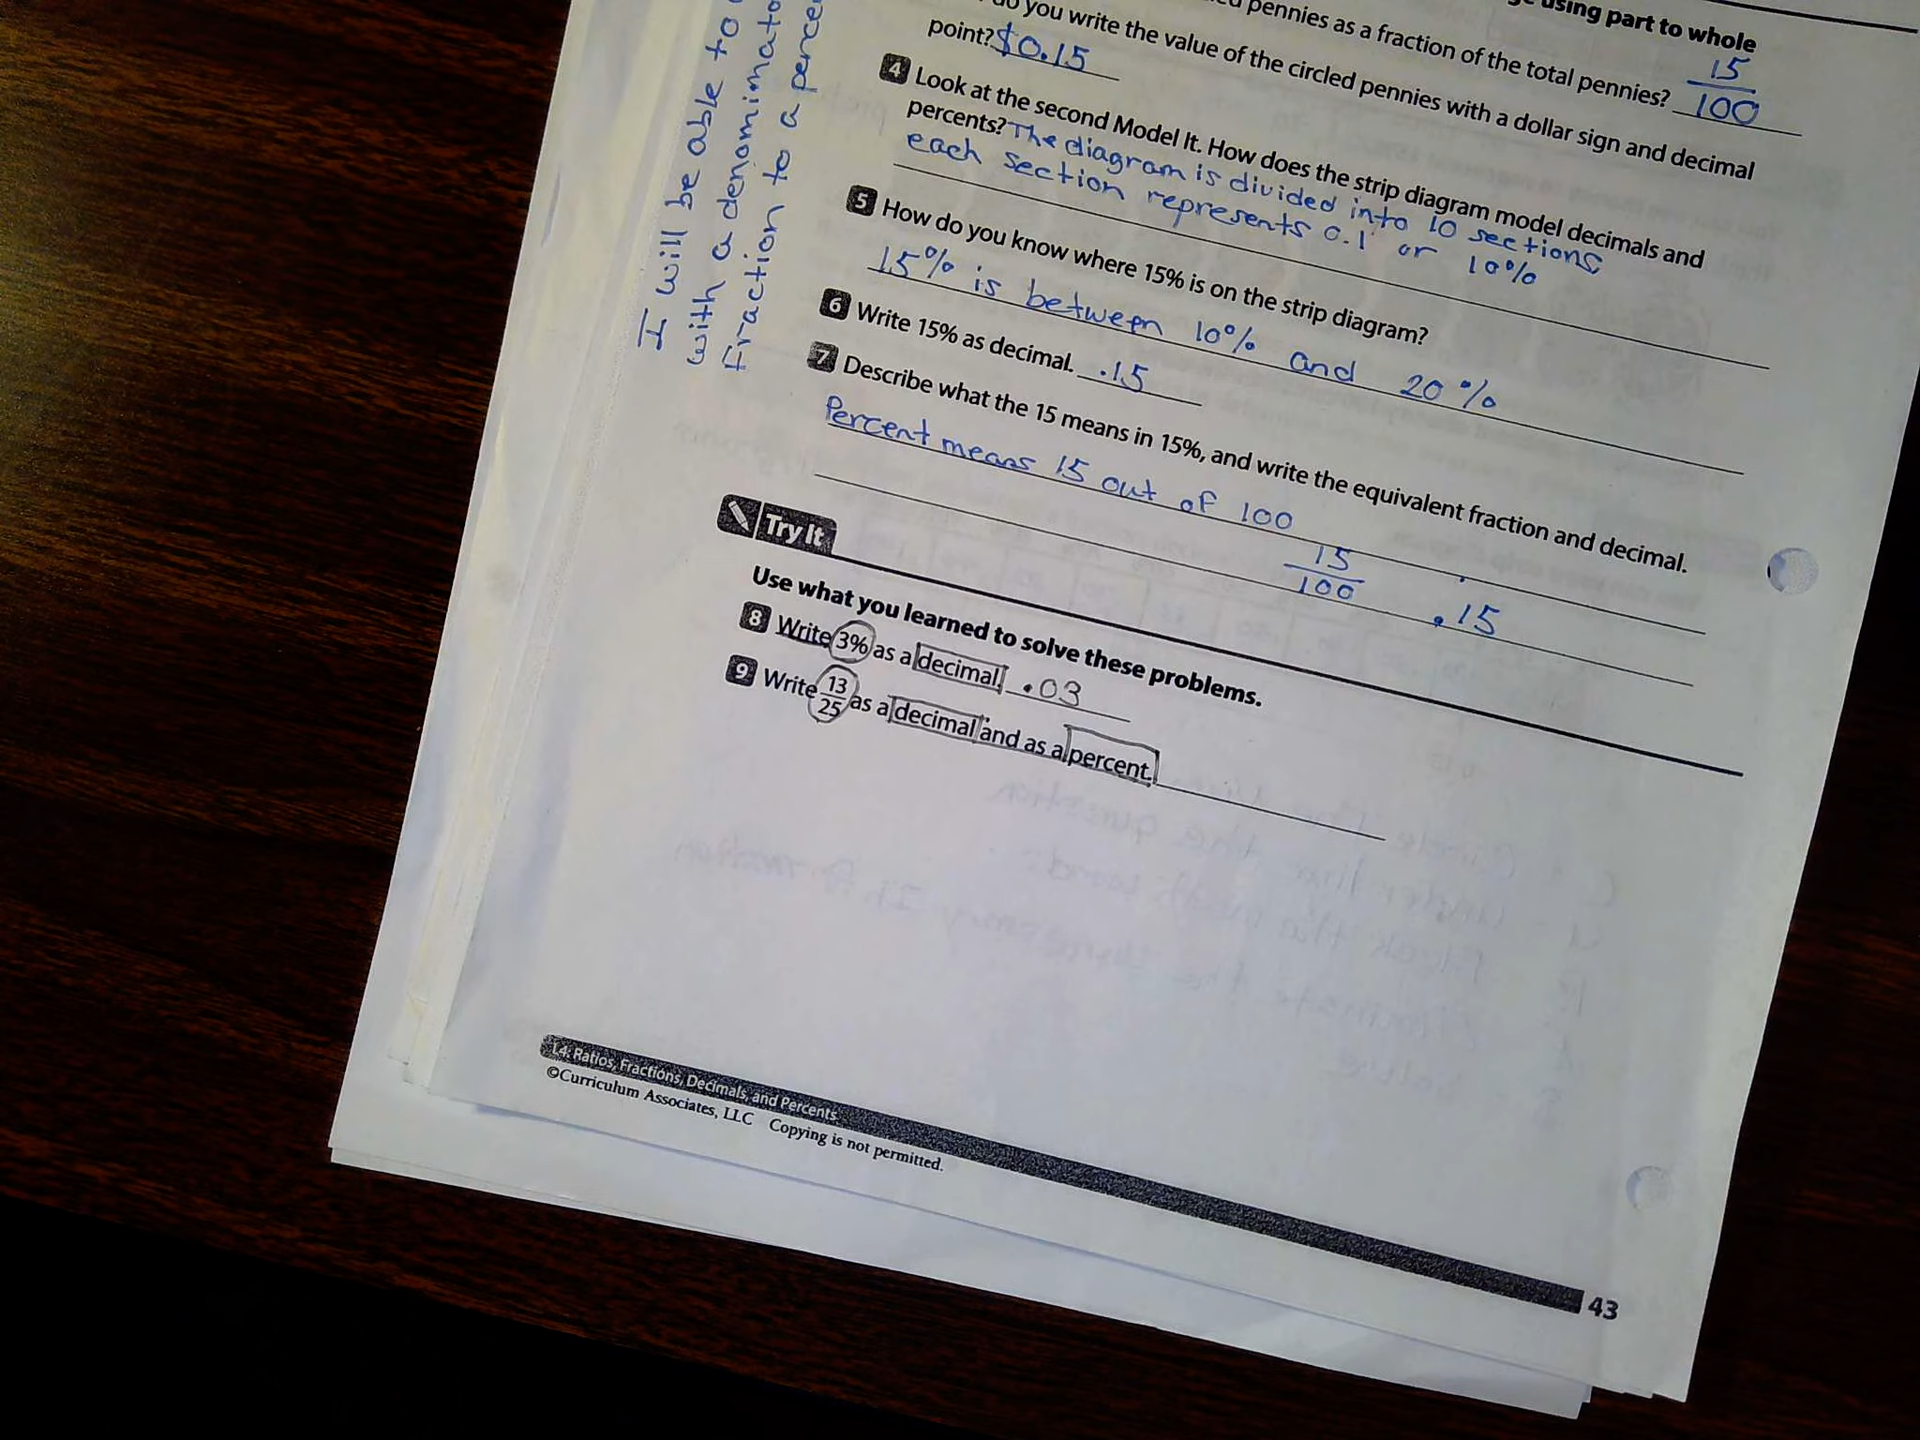 using part to whole
pennies as a fraction of the total pennies? 15/100
do you write the value of the circled pennies with a dollar sign and decimal
point? $0.15
4 Look at the second Model It. How does the strip diagram model decimals and
percents? The diagram is divided into 10 sections
each section represents 0.1 or 10%
5 How do you know where 15% is on the strip diagram?
15% is between 10% and 20%
6 Write 15% as decimal. .15
7 Describe what the 15 means in 15%, and write the equivalent fraction and decimal.
Percent means 15 out of 100
15/100 .15
Try It
Use what you learned to solve these problems.
8 Write 3% as a decimal. .03
9 Write 13/25 as a decimal and as a percent.
L4: Ratios, Fractions, Decimals, and Percents
©Curriculum Associates, LLC Copying is not permitted.
43
I will be able to
with a denominato
Fraction to a perce